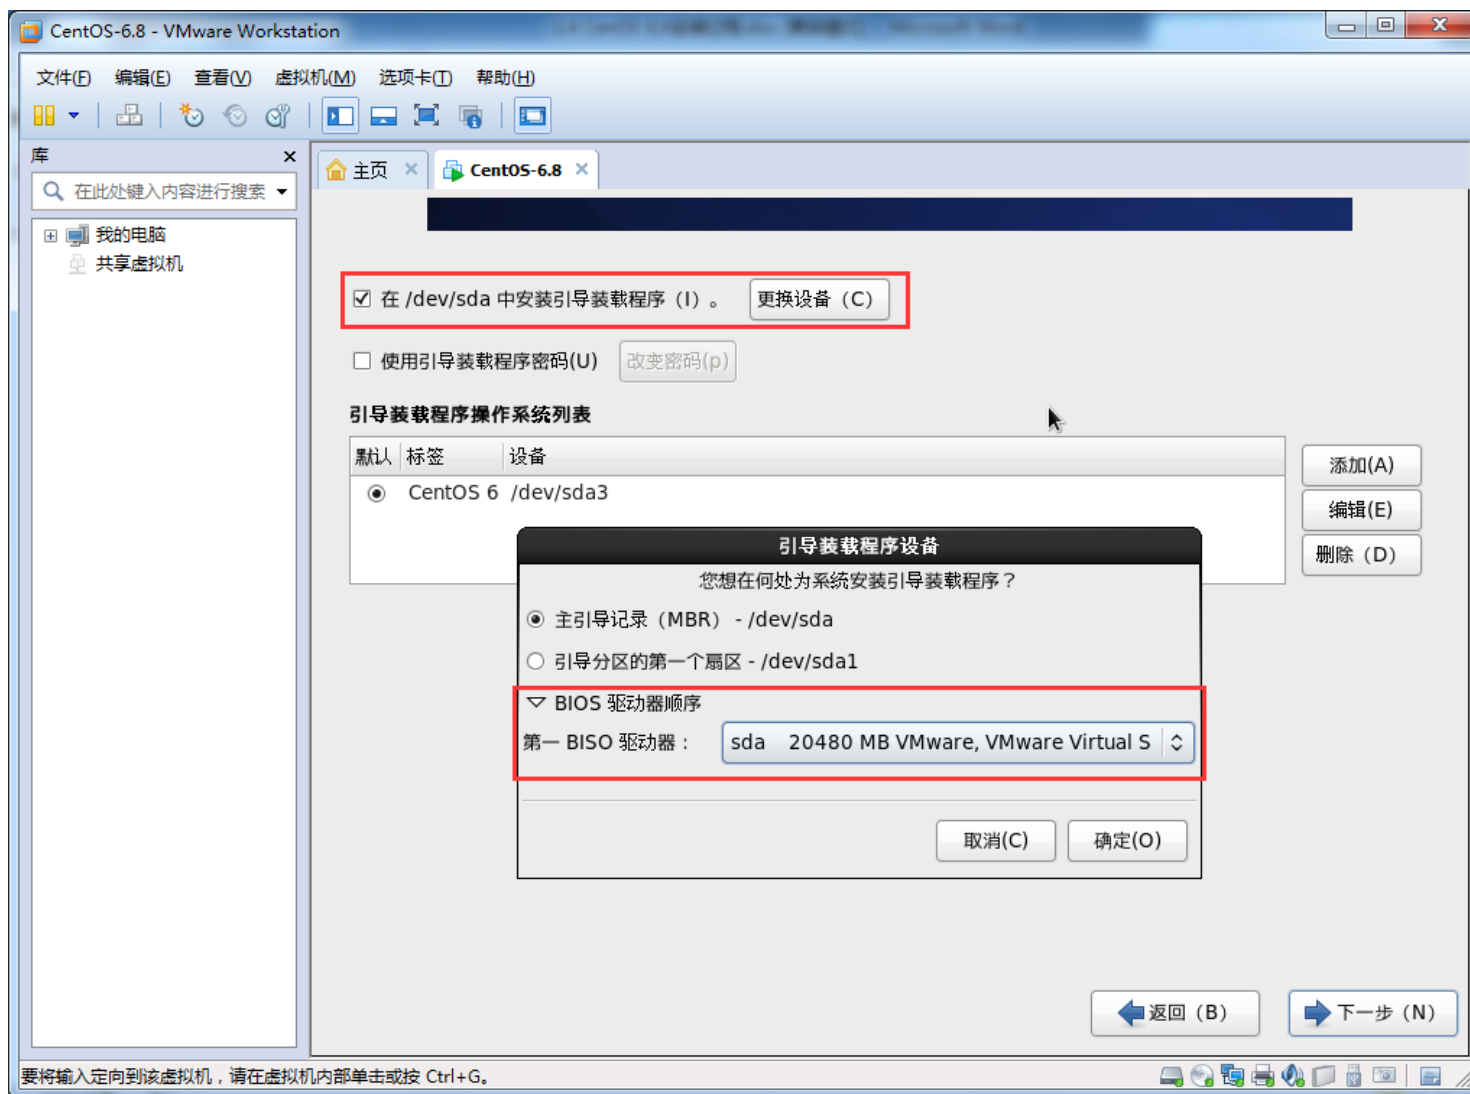 CentOS-6.8 - VMware Workstation
文件(F) 编辑(E) 查看(V) 虚拟机(M) 选项卡(T) 帮助(H)
库
在此处键入内容进行搜索
我的电脑
共享虚拟机
主页
CentOS-6.8
在 /dev/sda 中安装引导装载程序（I）。 更换设备（C）
使用引导装载程序密码(U) 改变密码(p)
引导装载程序操作系统列表
默认 标签 设备
CentOS 6 /dev/sda3
添加(A)
编辑(E)
删除（D）
引导装载程序设备
您想在何处为系统安装引导装载程序？
主引导记录（MBR） - /dev/sda
引导分区的第一个扇区 - /dev/sda1
BIOS 驱动器顺序
第一 BISO 驱动器： sda 20480 MB VMware, VMware Virtual S
取消(C) 确定(O)
返回（B） 下一步（N）
要将输入定向到该虚拟机，请在虚拟机内部单击或按 Ctrl+G。